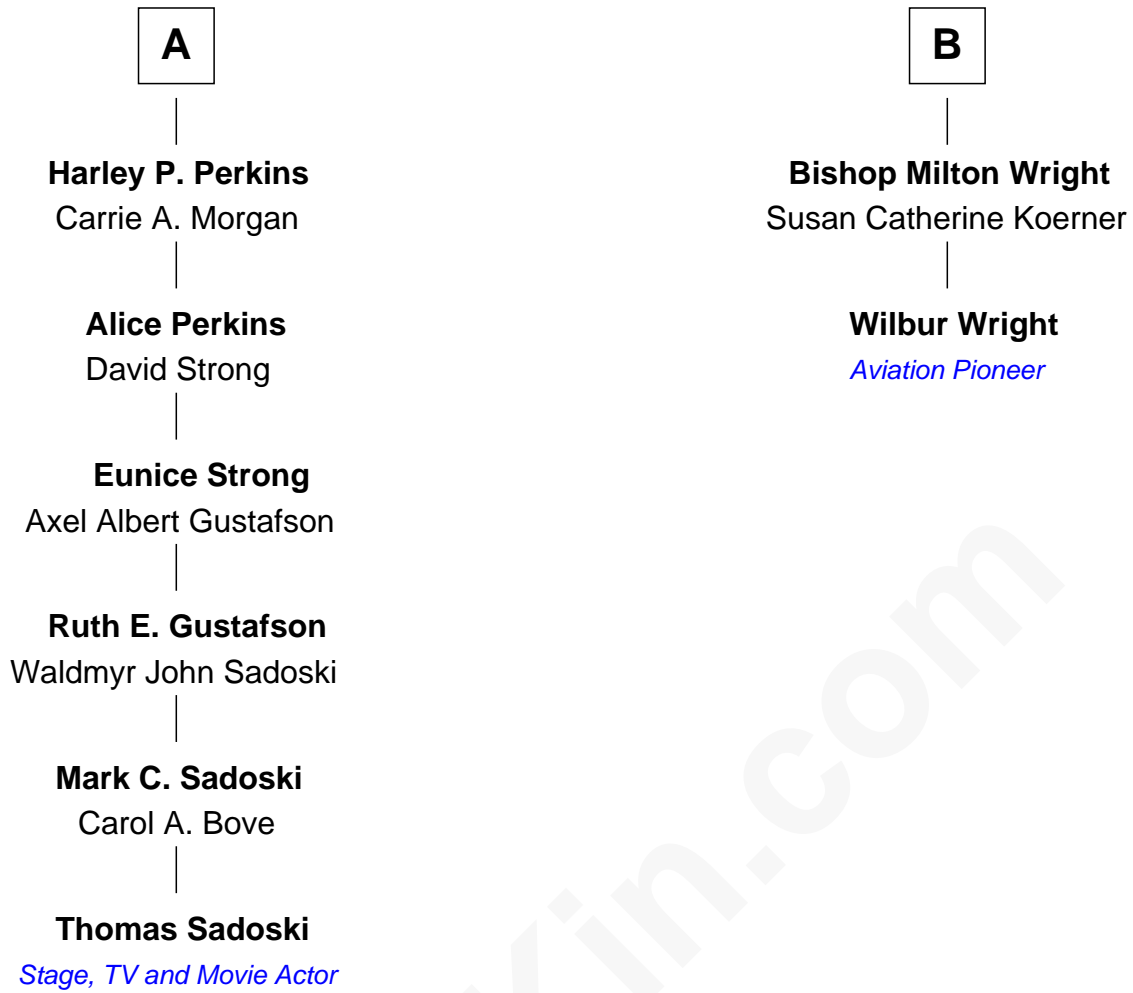 A
Harley P. Perkins
Carrie A. Morgan
Alice Perkins
David Strong
Eunice Strong
Axel Albert Gustafson
Ruth E. Gustafson
Waldmyr John Sadoski
Mark C. Sadoski
Carol A. Bove
Thomas Sadoski
Stage, TV and Movie Actor
B
Bishop Milton Wright
Susan Catherine Koerner
Wilbur Wright
Aviation Pioneer
Kin.com